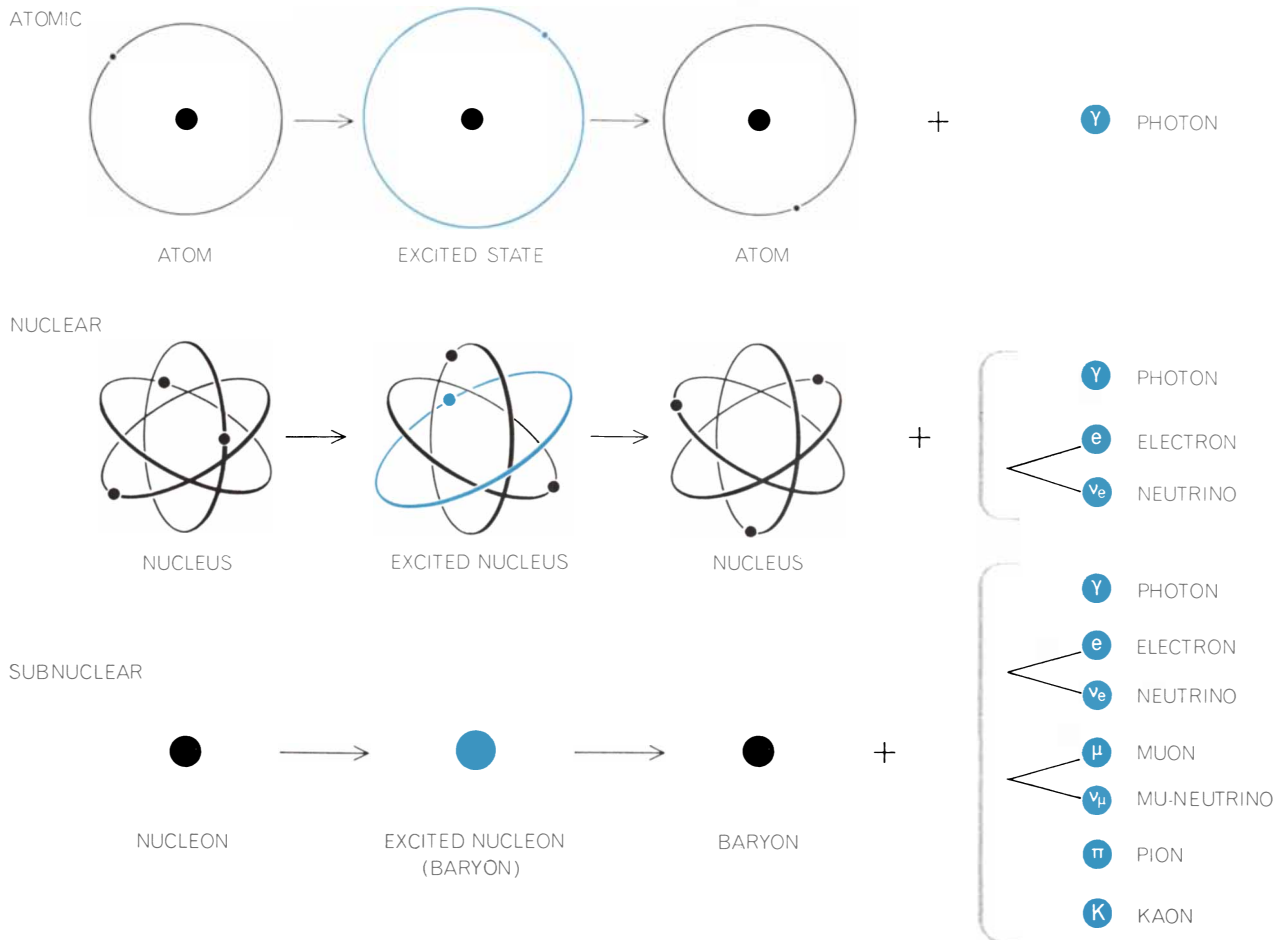 ATOMIC
γ PHOTON
ATOM
EXCITED STATE
ATOM
NUCLEAR
γ PHOTON
e ELECTRON
νe NEUTRINO
NUCLEUS
EXCITED NUCLEUS
NUCLEUS
γ PHOTON
e ELECTRON
SUBNUCLEAR
νe NEUTRINO
μ MUON
νμ MU-NEUTRINO
NUCLEON
EXCITED NUCLEON
(BARYON)
BARYON
π PION
K KAON